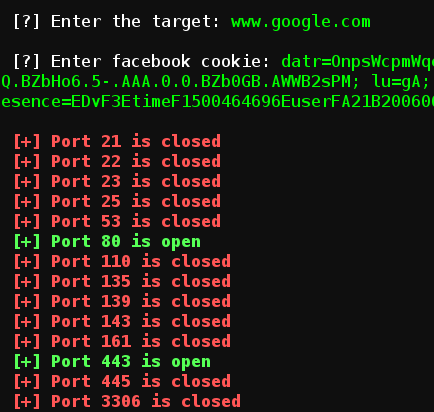 [?] Enter the target: www.google.com
[?] Enter facebook cookie: datr=OnpsWcpmWq
Q.BZbHo6.5-.AAA.0.0.BZb0GB.AWWB2sPM; lu=gA;
esence=EDvF3EtimeF1500464696EuserFA21B20060
[+] Port 21 is closed
[+] Port 22 is closed
[+] Port 23 is closed
[+] Port 25 is closed
[+] Port 53 is closed
[+] Port 80 is open
[+] Port 110 is closed
[+] Port 135 is closed
[+] Port 139 is closed
[+] Port 143 is closed
[+] Port 161 is closed
[+] Port 443 is open
[+] Port 445 is closed
[+] Port 3306 is closed